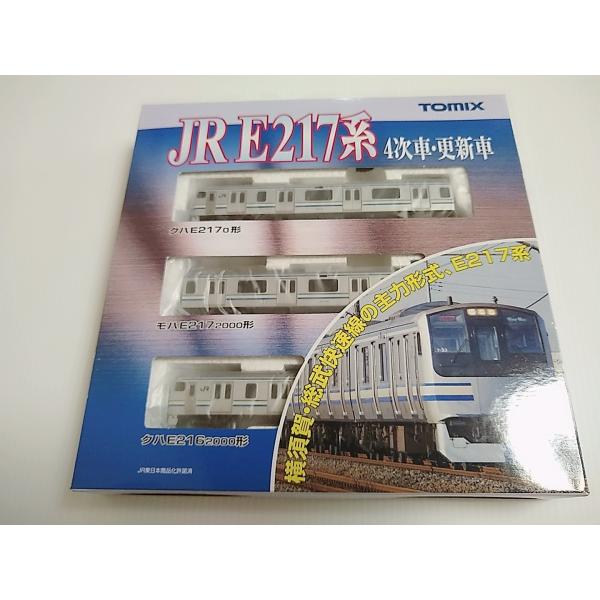 TOMIX
JR E217系 4次車・更新車
クハE2170形
モハE2172000形
クハE2162000形
横須賀・総武快速線の主力形式、E217系
JR東日本商品化許諾済